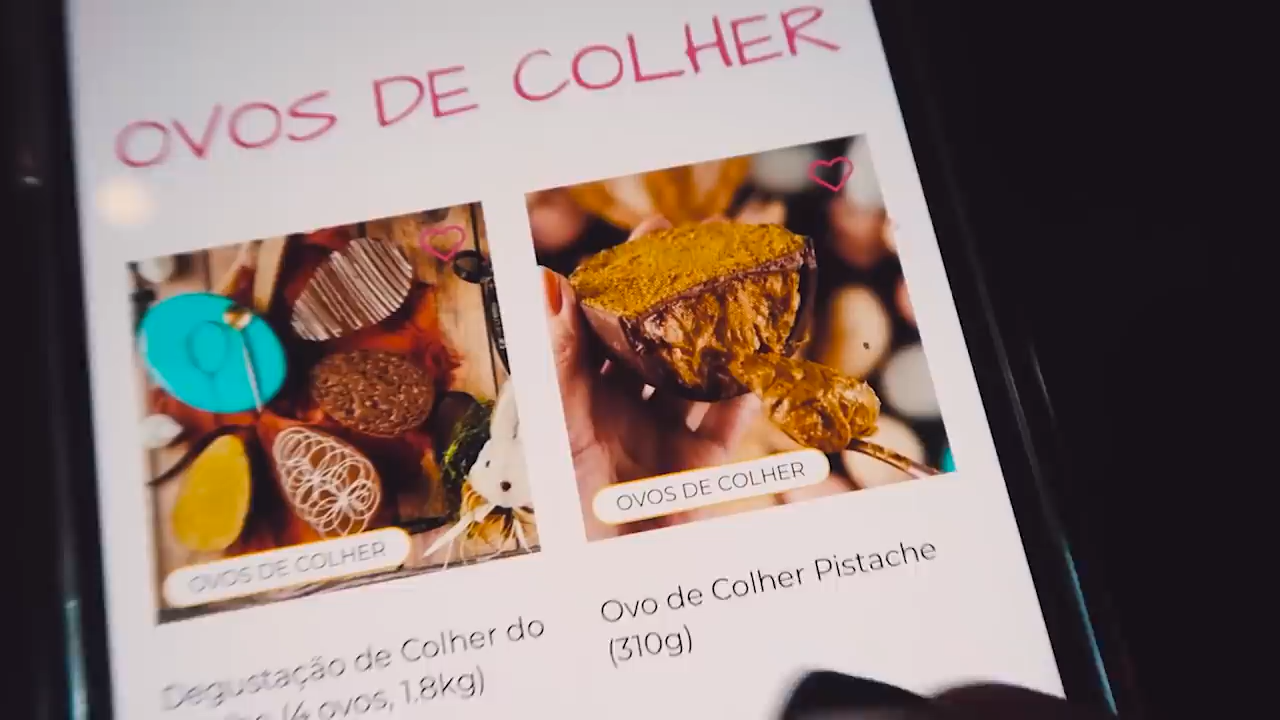 OVOS DE COLHER
OVOS DE COLHER
OVOS DE COLHER
Degustação de Colher do
(4 ovos, 1.8kg)
Ovo de Colher Pistache
(310g)